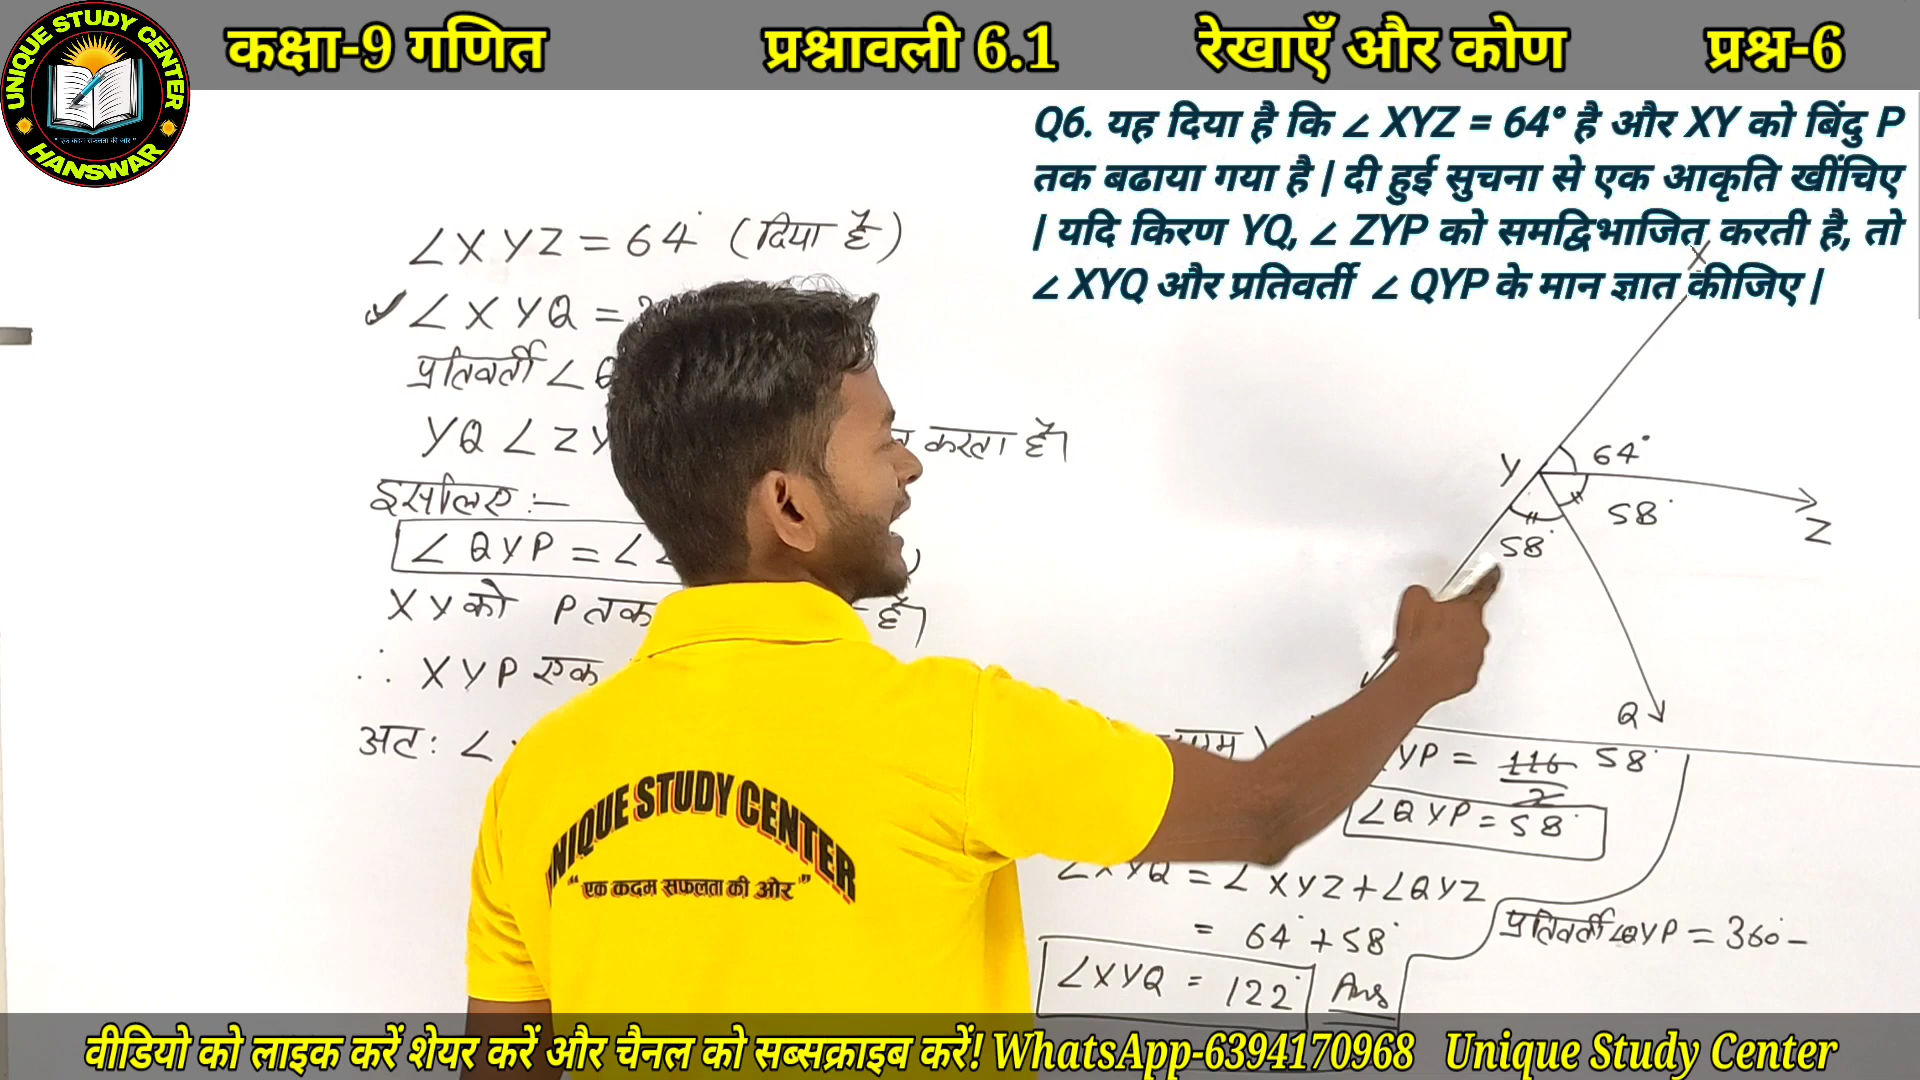 UNIQUE STUDY CENTER
"एक कदम सफलता की ओर"
HANSWAR
कक्षा-9 गणित प्रश्नावली 6.1 रेखाएँ और कोण प्रश्न-6
Q6. यह दिया है कि ∠ XYZ = 64° है और XY को बिंदु P
तक बढाया गया है | दी हुई सुचना से एक आकृति खींचिए
| यदि किरण YQ, ∠ ZYP को समद्विभाजित करती है, तो
∠ XYQ और प्रतिवर्ती ∠ QYP के मान ज्ञात कीजिए |
∠XYZ = 64° (दिया है)
∠XYQ =
प्रतिवर्ती ∠
YQ ∠ZY करता है।
इसलिए :-
∠QYP = ∠
XY को P तक है।
∴ XYP एक
अतः ∠
X
Y 64°
58°
Z
58°
Q
YP = 116/2 58°
∠QYP = 58°
∠XYQ = ∠XYZ + ∠QYZ
= 64° + 58°
∠XYQ = 122° Ans
प्रतिवर्ती ∠QYP = 360° -
UNIQUE STUDY CENTER
"एक कदम सफलता की ओर"
वीडियो को लाइक करें शेयर करें और चैनल को सब्सक्राइब करें! WhatsApp-6394170968 Unique Study Center